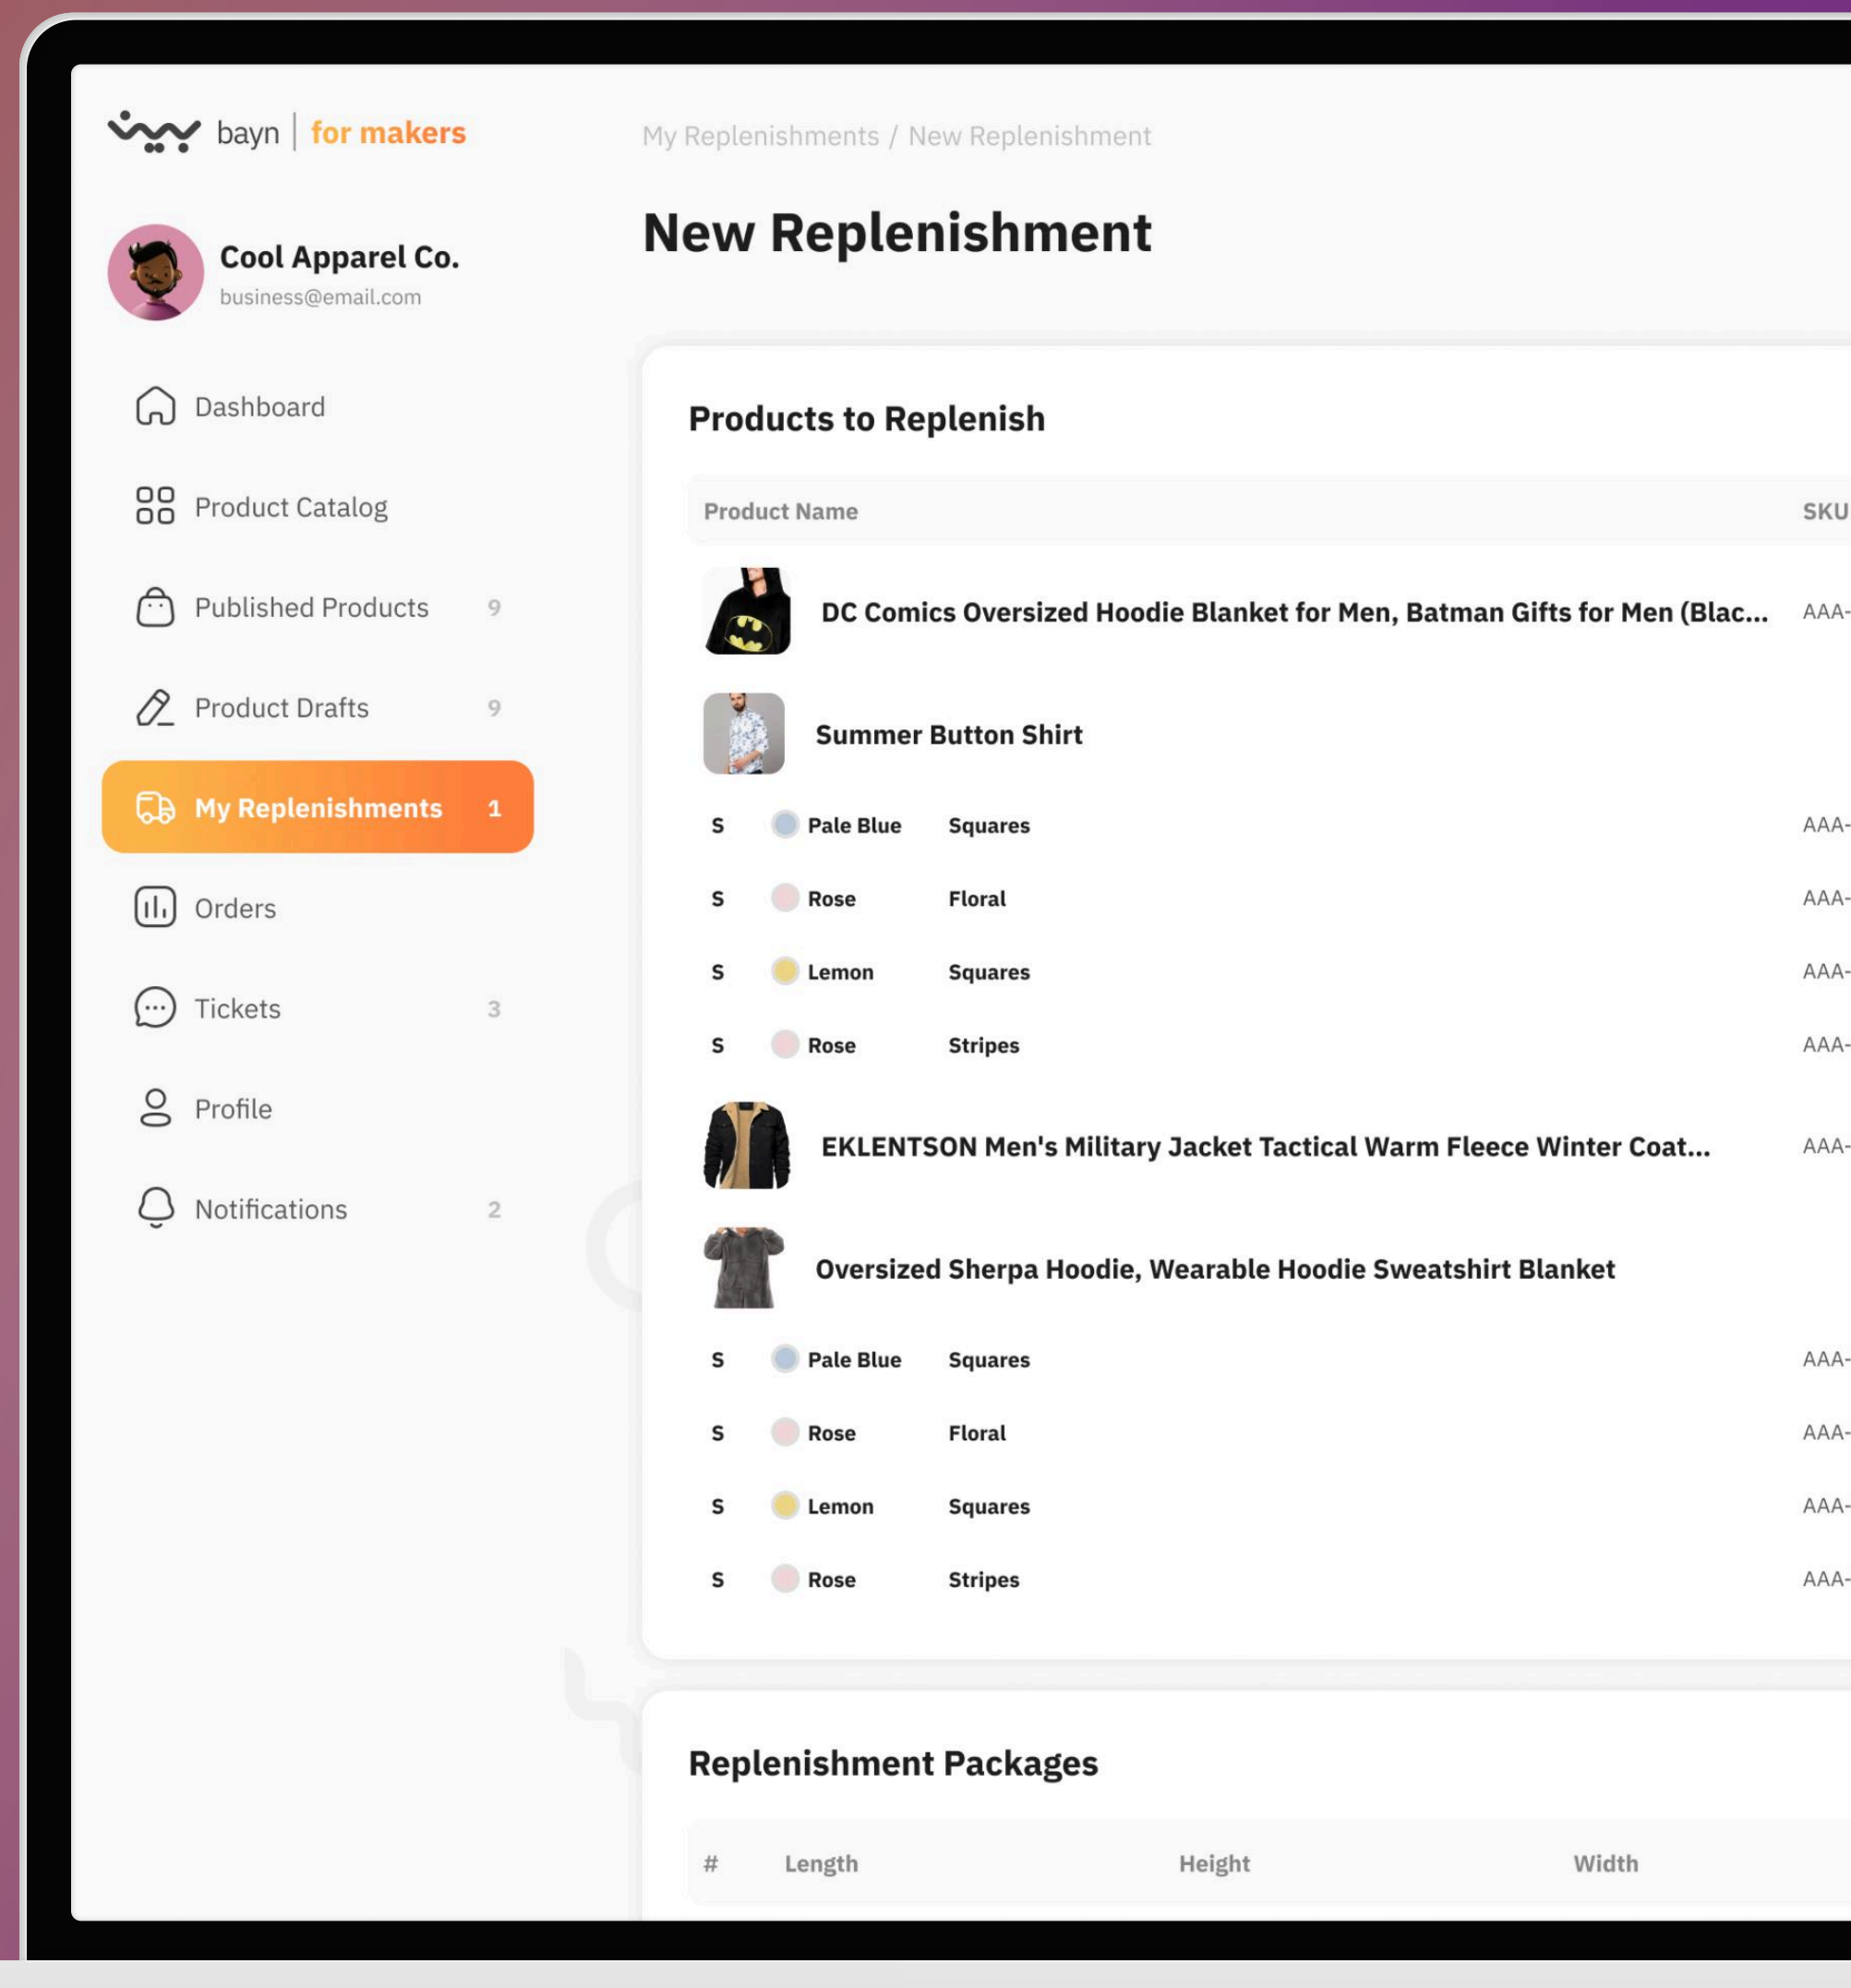 بيين bayn | for makers
Cool Apparel Co.
business@email.com
Dashboard
Product Catalog
Published Products 9
Product Drafts 9
My Replenishments 1
Orders
Tickets 3
Profile
Notifications 2
My Replenishments / New Replenishment
New Replenishment
Products to Replenish
Product Name SKU
DC Comics Oversized Hoodie Blanket for Men, Batman Gifts for Men (Blac... AAA-
Summer Button Shirt
S Pale Blue Squares AAA-
S Rose Floral AAA-
S Lemon Squares AAA-
S Rose Stripes AAA-
EKLENTSON Men's Military Jacket Tactical Warm Fleece Winter Coat... AAA-
Oversized Sherpa Hoodie, Wearable Hoodie Sweatshirt Blanket
S Pale Blue Squares AAA-
S Rose Floral AAA-
S Lemon Squares AAA-
S Rose Stripes AAA-
Replenishment Packages
# Length Height Width